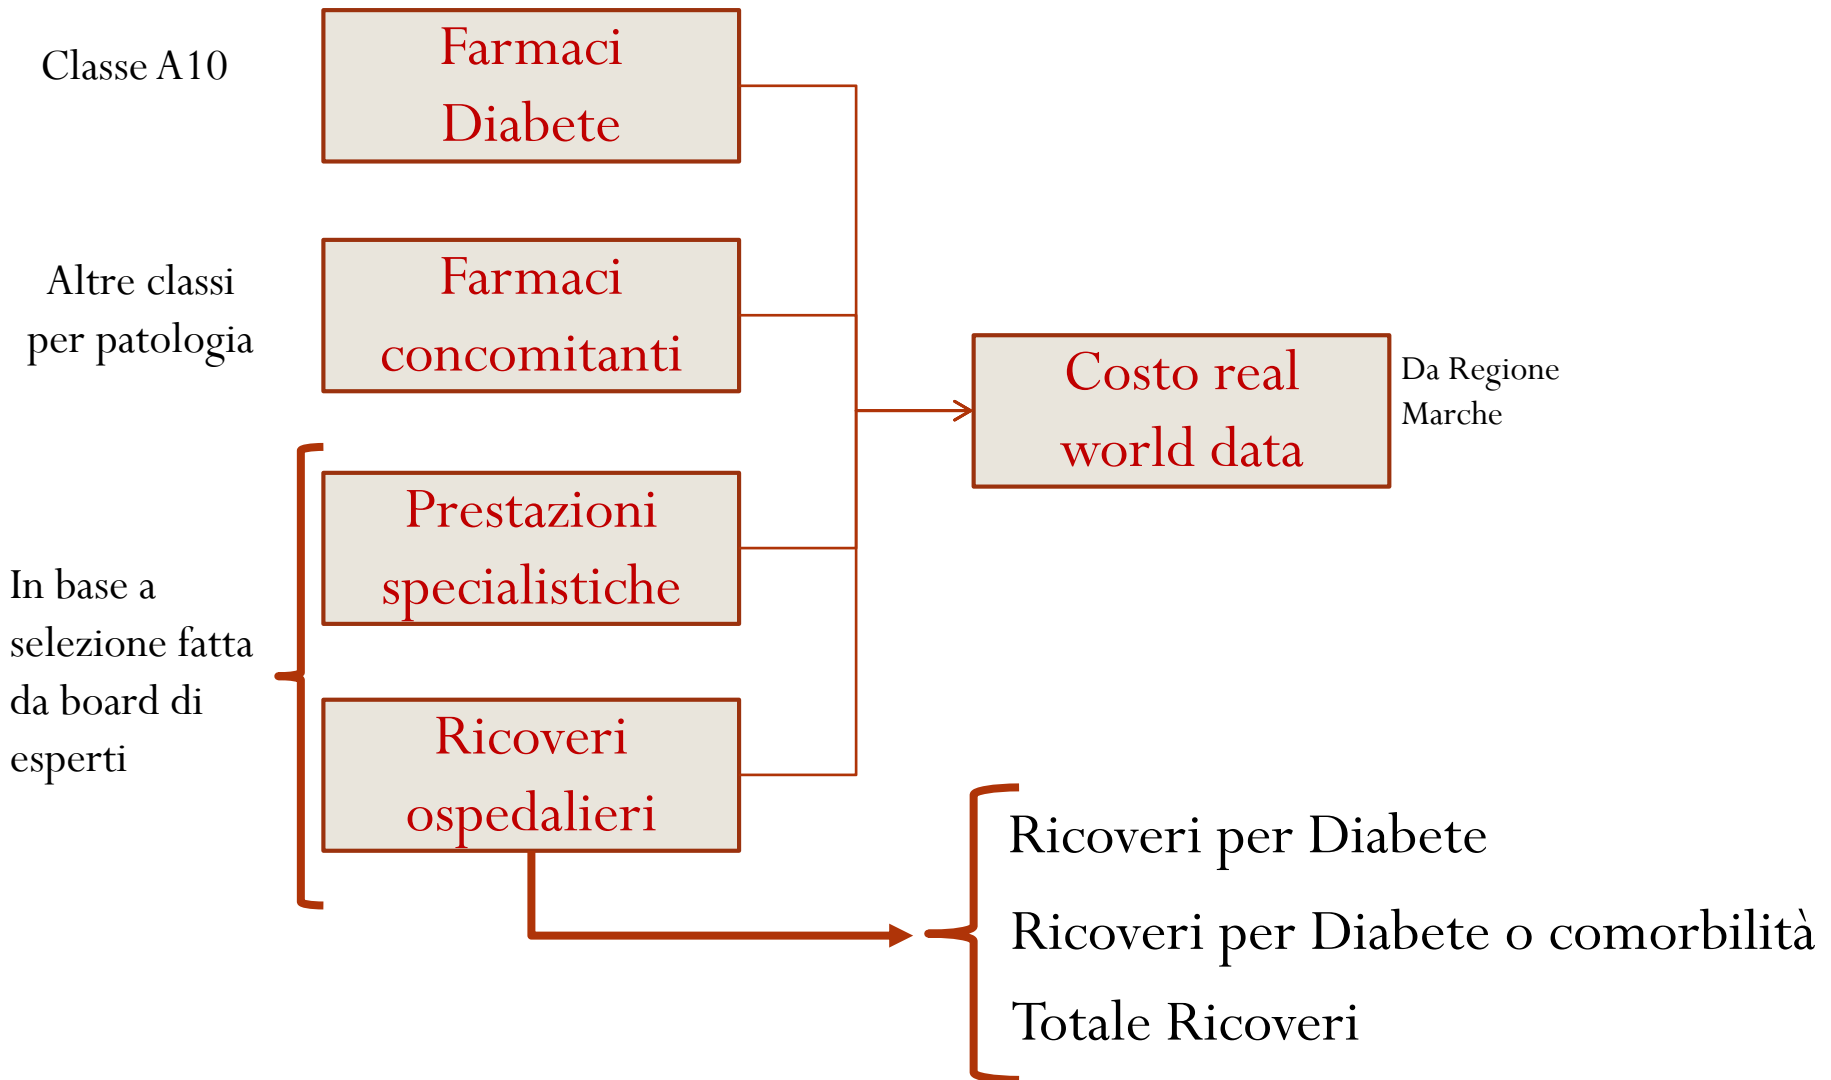 Classe A10
Farmaci
Diabete
Altre classi
per patologia
Farmaci
concomitanti
Costo real
world data
Da Regione
Marche
In base a
selezione fatta
da board di
esperti
Prestazioni
specialistiche
Ricoveri
ospedalieri
Ricoveri per Diabete
Ricoveri per Diabete o comorbilità
Totale Ricoveri